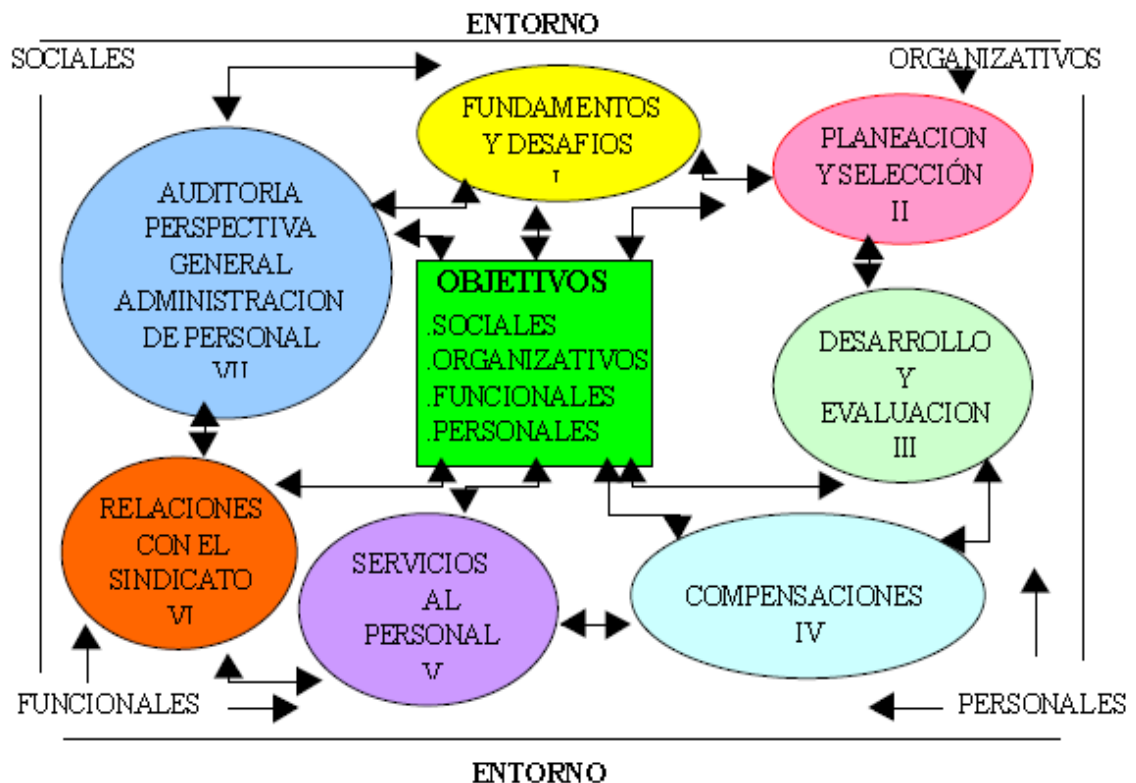 ENTORNO
SOCIALES
ORGANIZATIVOS
FUNDAMENTOS
Y DESAFIOS
I
PLANEACION
Y SELECCIÓN
II
AUDITORIA
PERSPECTIVA
GENERAL
ADMINISTRACION
DE PERSONAL
VII
OBJETIVOS
.SOCIALES
.ORGANIZATIVOS
.FUNCIONALES
.PERSONALES
DESARROLLO
Y
EVALUACION
III
RELACIONES
CON EL
SINDICATO
VI
SERVICIOS
AL
PERSONAL
V
COMPENSACIONES
IV
FUNCIONALES
PERSONALES
ENTORNO